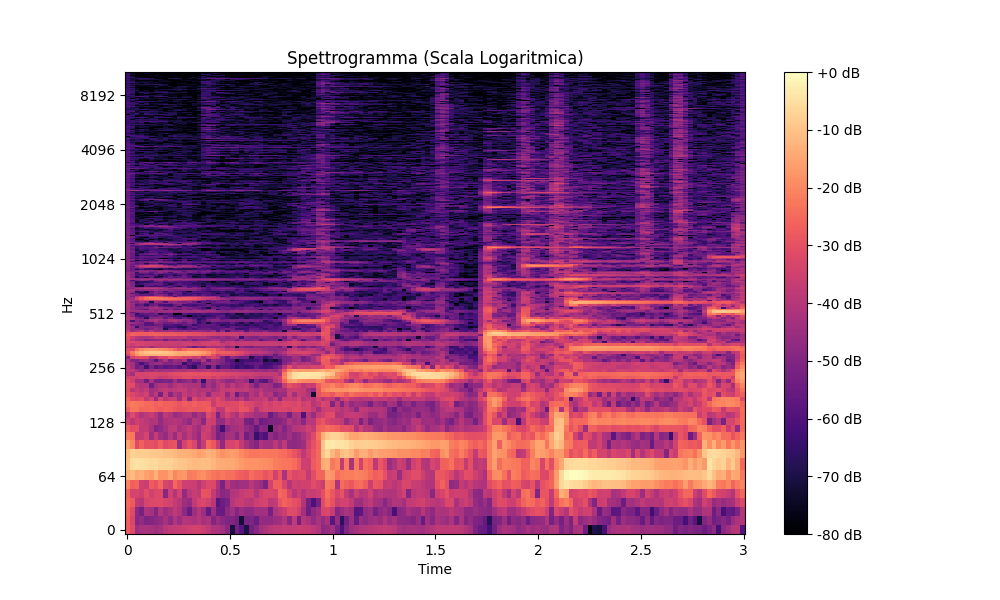 Spettrogramma (Scala Logaritmica)
Hz
8192
4096
2048
1024
512
256
128
64
0
0 0.5 1 1.5 2 2.5 3
Time
+0 dB
-10 dB
-20 dB
-30 dB
-40 dB
-50 dB
-60 dB
-70 dB
-80 dB